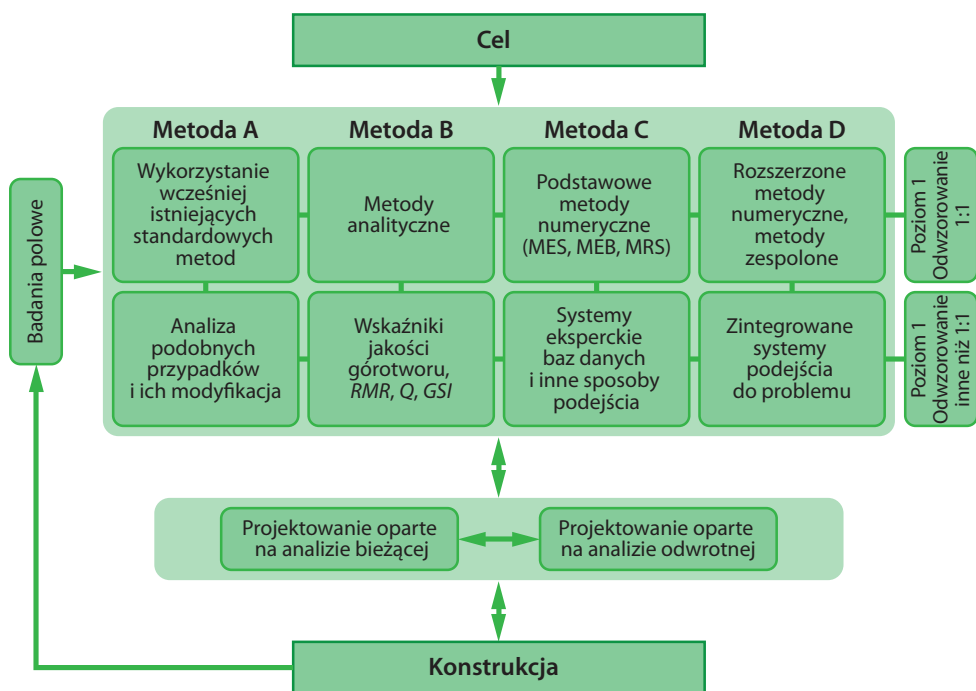 Cel
Metoda A
Metoda B
Metoda C
Metoda D
Wykorzystanie
wcześniej
istniejących
standardowych
metod
Metody
analityczne
Podstawowe
metody
numeryczne
(MES, MEB, MRS)
Rozszerzone
metody
numeryczne,
metody
zespolone
Poziom 1
Odwzorowanie
1:1
Badania polowe
Analiza
podobnych
przypadków
i ich modyfikacja
Wskaźniki
jakości
górotworu,
RMR, Q, GSI
Systemy
eksperckie
baz danych
i inne sposoby
podejścia
Zintegrowane
systemy
podejścia
do problemu
Poziom 1
Odwzorowanie
inne niż 1:1
Projektowanie oparte
na analizie bieżącej
Projektowanie oparte
na analizie odwrotnej
Konstrukcja